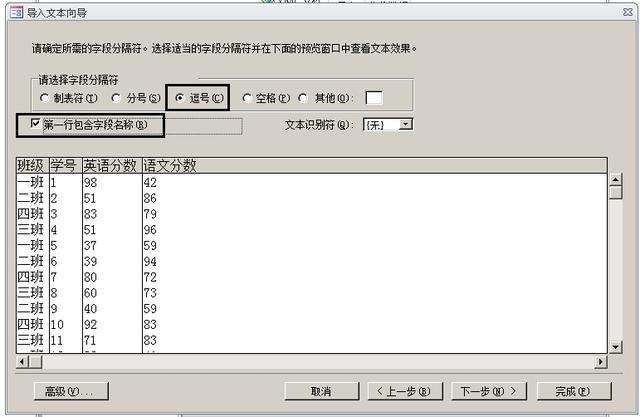 导入文本向导
请确定所需的字段分隔符。选择适当的字段分隔符并在下面的预览窗口中查看文本效果。
请选择字段分隔符
制表符(T) 分号(S) 逗号(C) 空格(P) 其他(O):
第一行包含字段名称(R) 文本识别符(Q): {无}
班级 学号 英语分数 语文分数
一班 1 98 42
二班 2 51 86
四班 3 83 79
三班 4 51 96
一班 5 37 59
二班 6 39 94
四班 7 80 72
三班 8 60 73
二班 9 40 59
四班 10 92 83
三班 11 71 83
高级(V)... 取消 < 上一步(B) 下一步(N) > 完成(F)